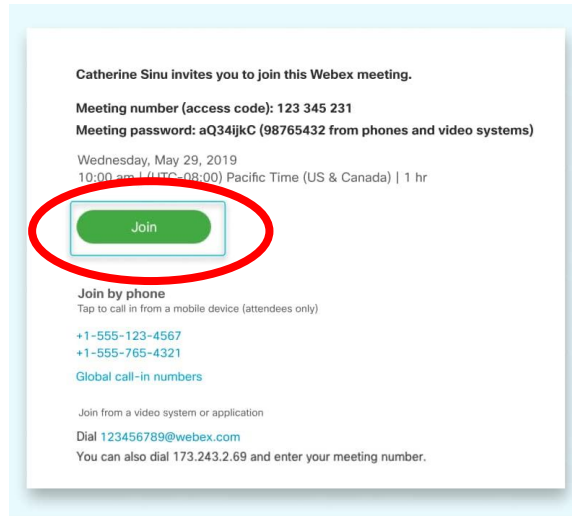 Catherine Sinu invites you to join this Webex meeting.
Meeting number (access code): 123 345 231
Meeting password: aQ34ijkC (98765432 from phones and video systems)
Wednesday, May 29, 2019
10:00 am | (UTC-08:00) Pacific Time (US & Canada) | 1 hr
Join
Join by phone
Tap to call in from a mobile device (attendees only)
+1-555-123-4567
+1-555-765-4321
Global call-in numbers
Join from a video system or application
Dial 123456789@webex.com
You can also dial 173.243.2.69 and enter your meeting number.